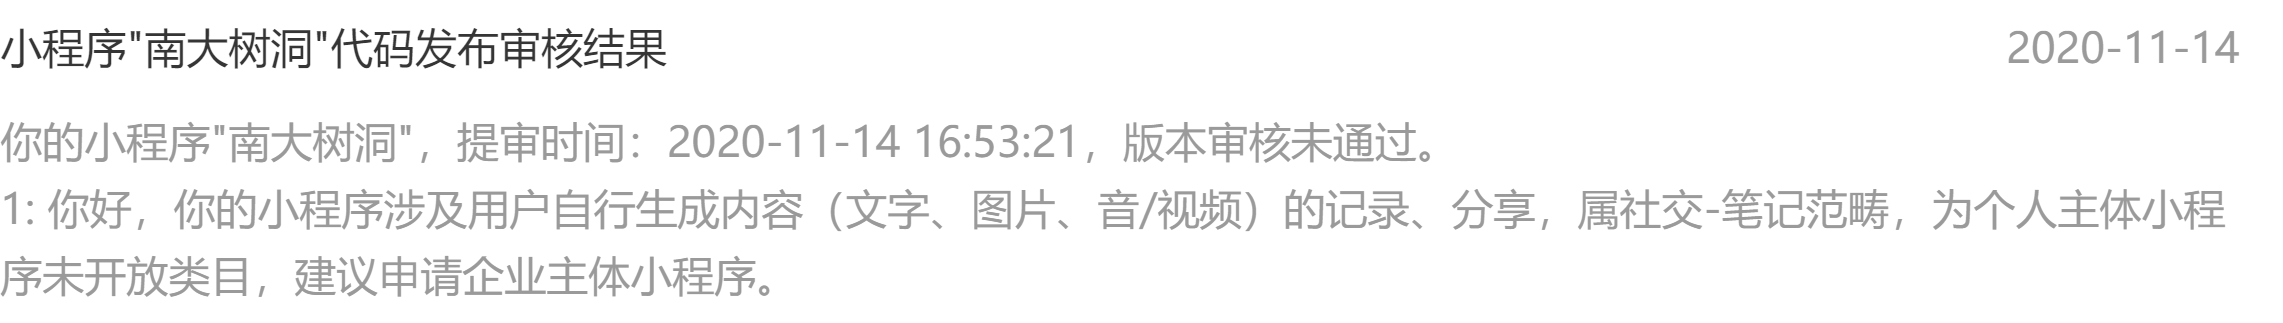 小程序"南大树洞"代码发布审核结果 2020-11-14
你的小程序"南大树洞"，提审时间：2020-11-14 16:53:21，版本审核未通过。
1: 你好，你的小程序涉及用户自行生成内容（文字、图片、音/视频）的记录、分享，属社交-笔记范畴，为个人主体小程
序未开放类目，建议申请企业主体小程序。